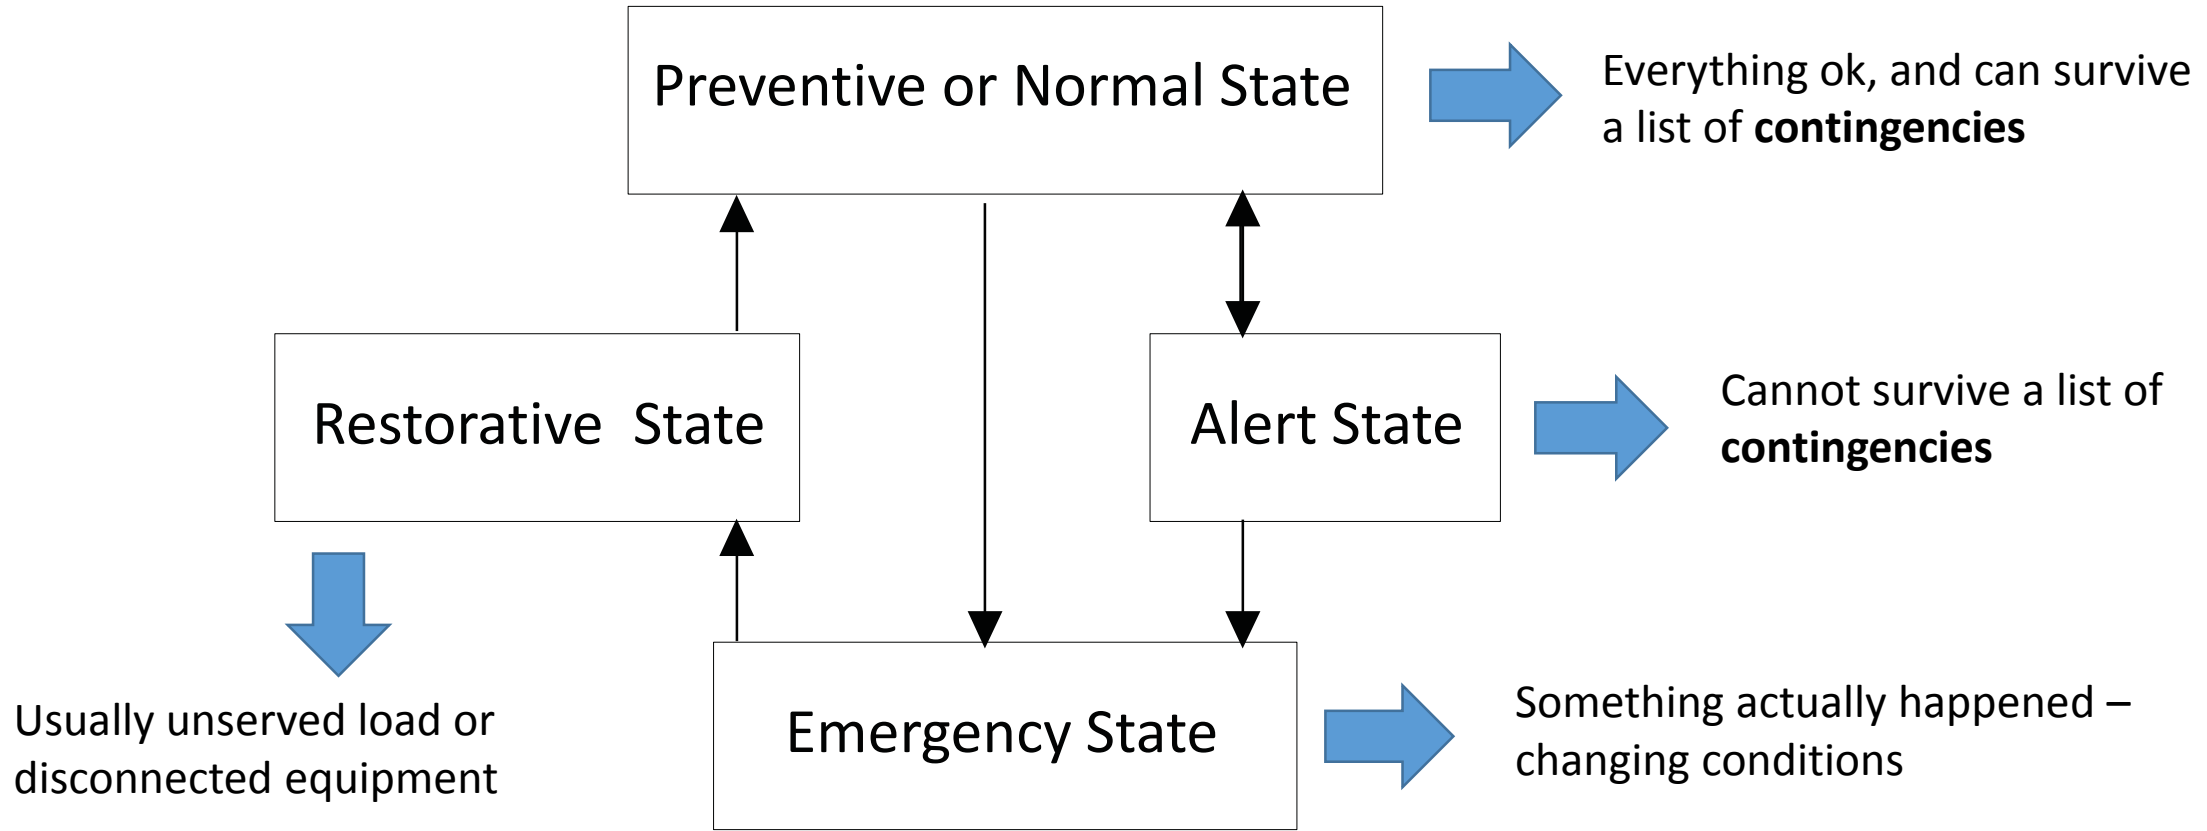 Preventive or Normal State
Everything ok, and can survive
a list of contingencies
Restorative State
Alert State
Cannot survive a list of
contingencies
Usually unserved load or
disconnected equipment
Emergency State
Something actually happened –
changing conditions